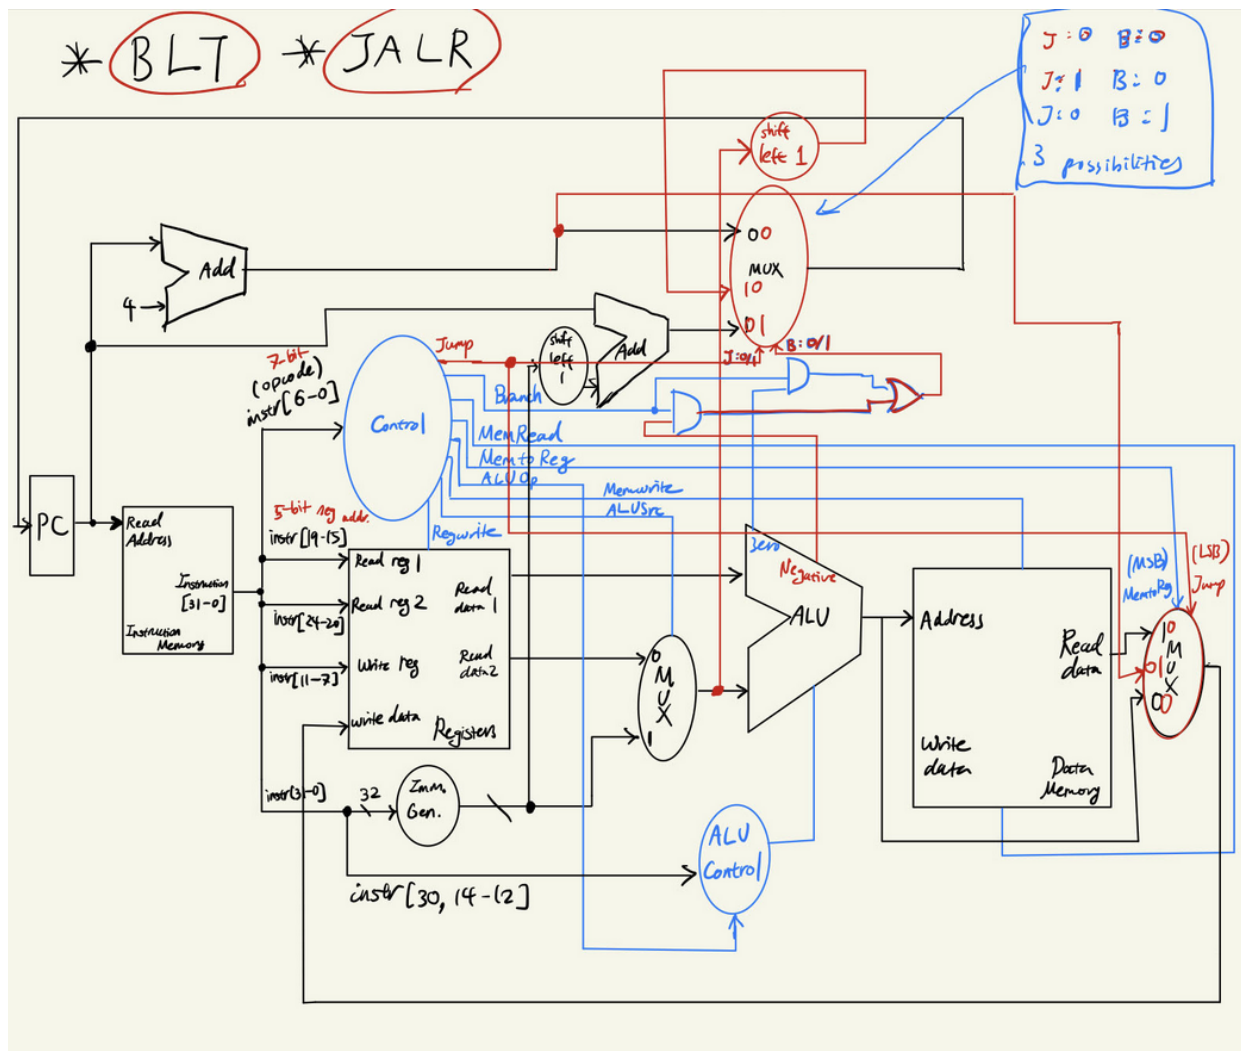 * BLT * JALR
J: 0 B: 0
J: 1 B: 0
J: 0 B: 1
3 possibilities
shift
left 1
00
MUX
10
01
J: 0/1
B: 0/1
Add
4
Add
shift
left
1
7-bit
(opcode)
instr[6-0]
Control
Jump
Branch
MemRead
MemtoReg
ALUOp
Memwrite
ALUSrc
Regwrite
PC
Read
Address
Instruction
[31-0]
Instruction
Memory
5-bit reg addr.
instr[19-15]
instr[24-20]
instr[11-7]
instr[31-0]
Read reg 1
Read reg 2
Write reg
write data
Read
data 1
Read
data2
Registers
32
Imm.
Gen.
instr[30, 14-12]
0
M
U
X
1
Zero
Negative
ALU
ALU
Control
Address
Read
data
Write
data
Data
Memory
(MSB)
MemtoReg
(LSB)
Jump
10
M
01 U
X
00